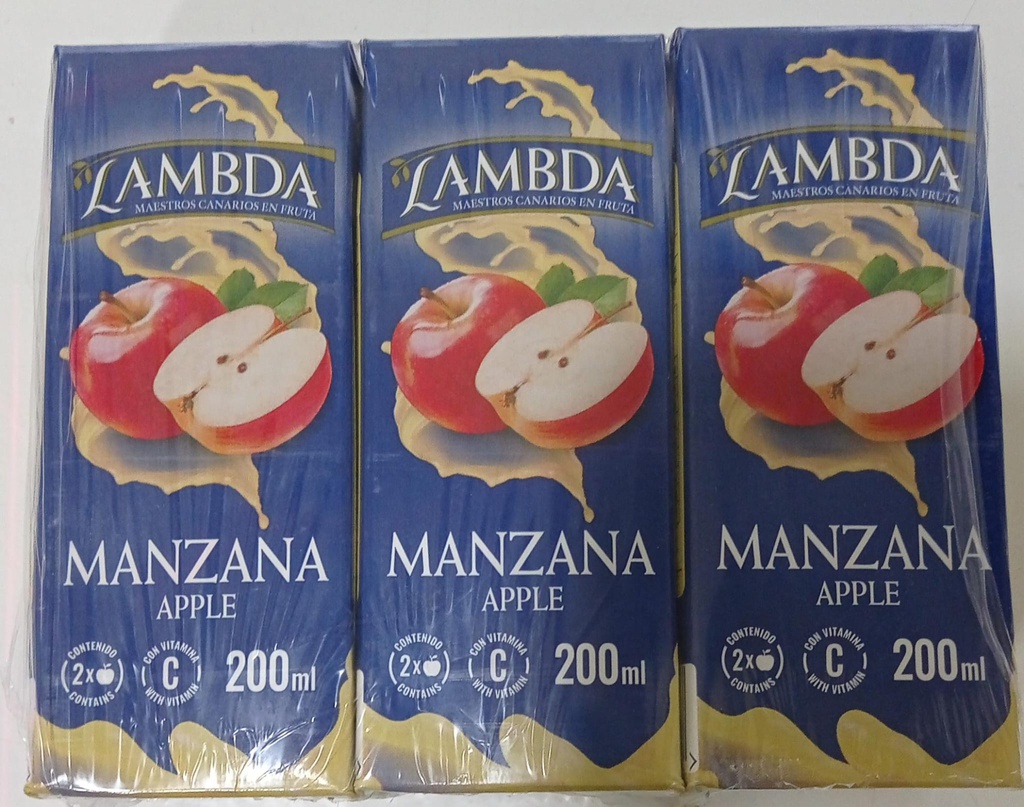 LAMBDA
MAESTROS CANARIOS EN FRUTA
MANZANA
APPLE
CONTENIDO
2x
CONTAINS
CON VITAMINA
C
WITH VITAMIN
200ml
LAMBDA
MAESTROS CANARIOS EN FRUTA
MANZANA
APPLE
CONTENIDO
2x
CONTAINS
CON VITAMINA
C
WITH VITAMIN
200ml
LAMBDA
MAESTROS CANARIOS EN FRUTA
MANZANA
APPLE
CONTENIDO
2x
CONTAINS
CON VITAMINA
C
WITH VITAMIN
200ml